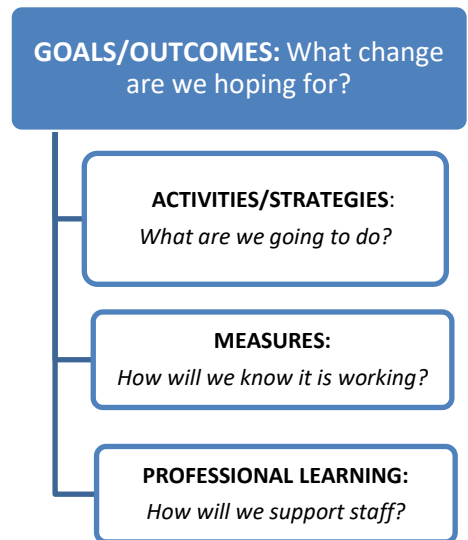 GOALS/OUTCOMES: What change
are we hoping for?
ACTIVITIES/STRATEGIES:
What are we going to do?
MEASURES:
How will we know it is working?
PROFESSIONAL LEARNING:
How will we support staff?